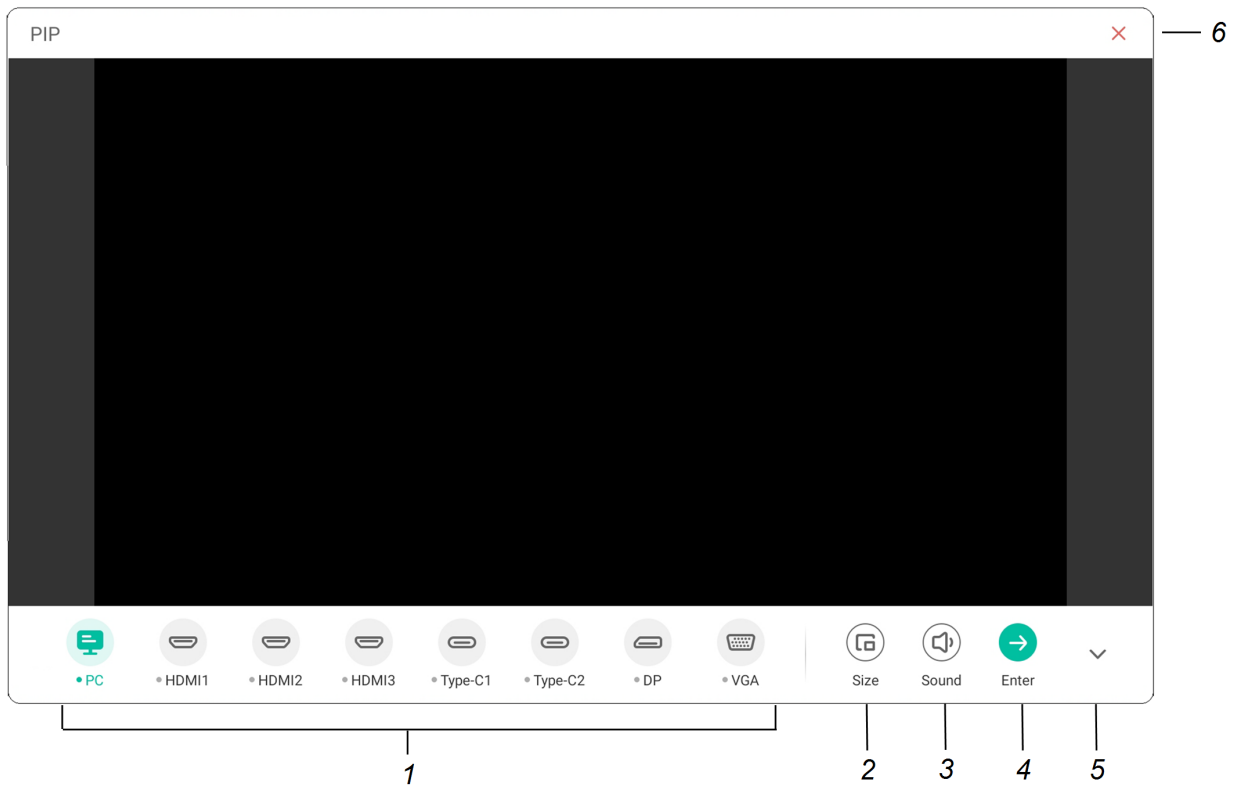 PIP
6
PC HDMI1 HDMI2 HDMI3 Type-C1 Type-C2 DP VGA Size Sound Enter
1 2 3 4 5